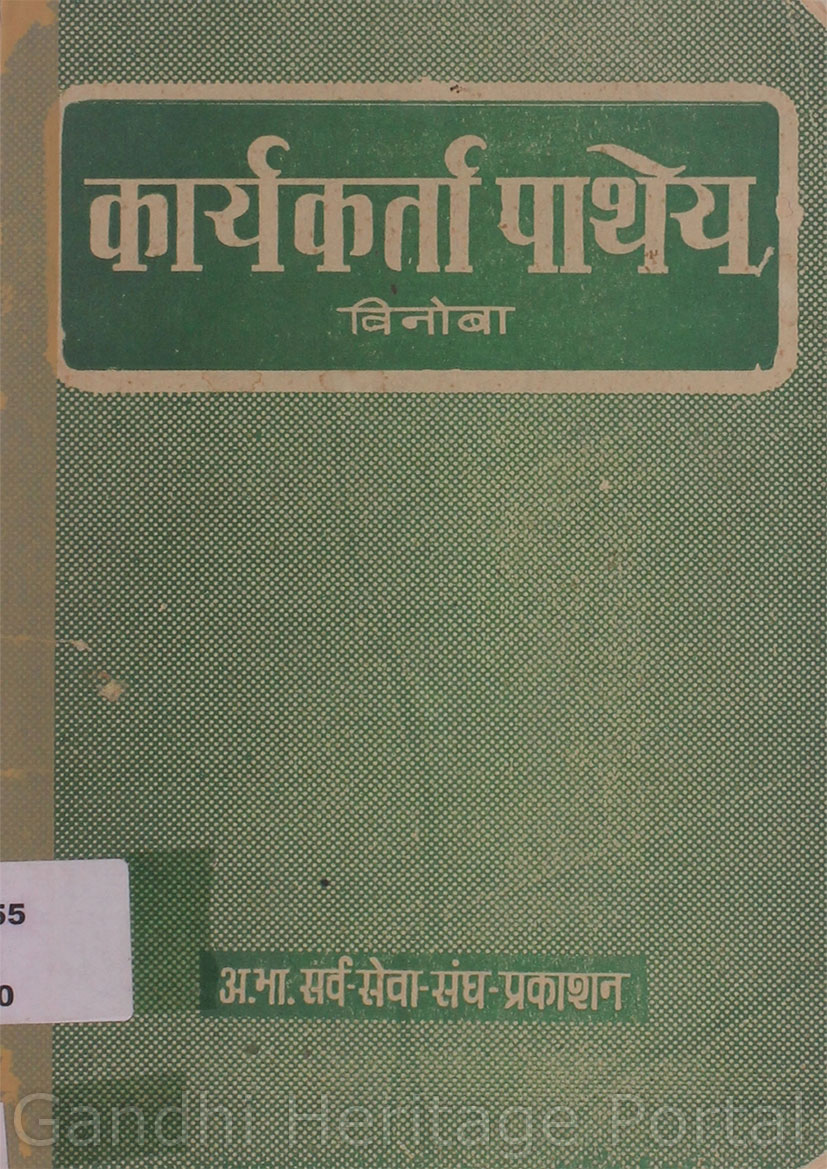 कार्यकर्ता पाथेय
विनोबा
55
0
अ.भा. सर्व-सेवा-संघ-प्रकाशन
Gandhi Heritage Portal